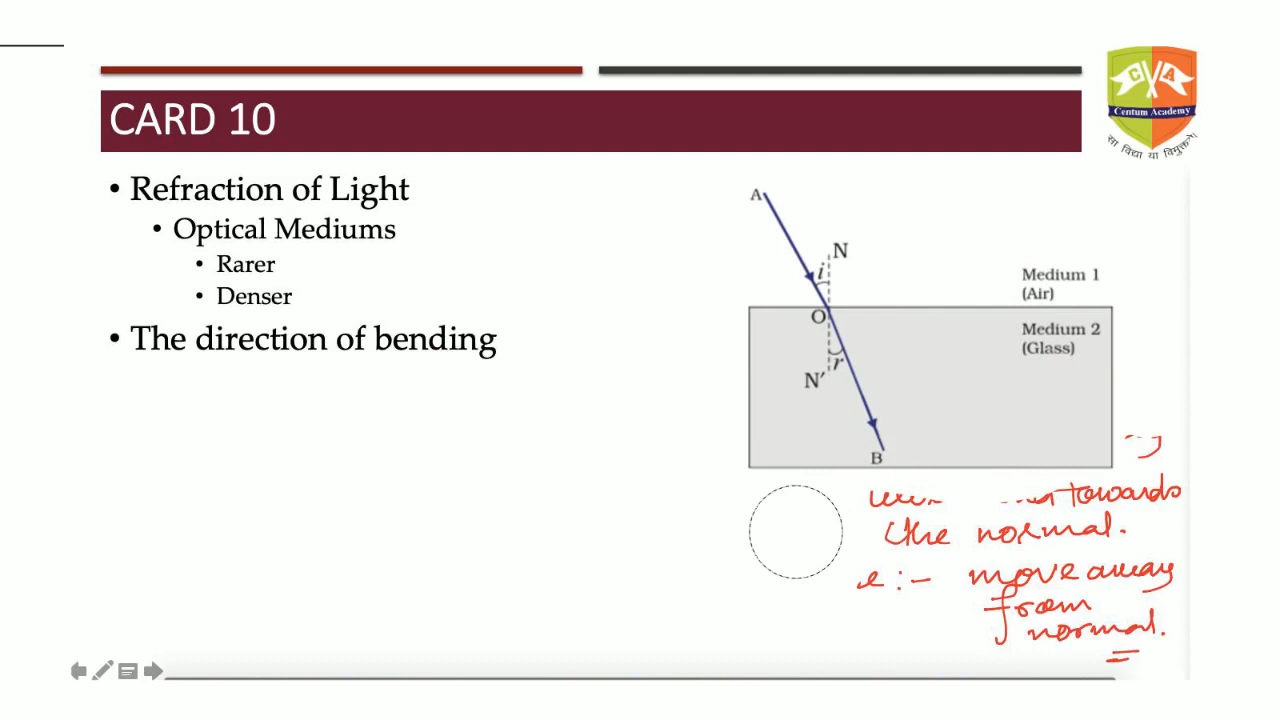 CARD 10
C A
Centum Academy
सा विद्या या विमुक्तये
• Refraction of Light
• Optical Mediums
• Rarer
• Denser
• The direction of bending
A
N
i
Medium 1
(Air)
O
Medium 2
(Glass)
r
N'
B
towards
the normal.
:- move away
from
normal.